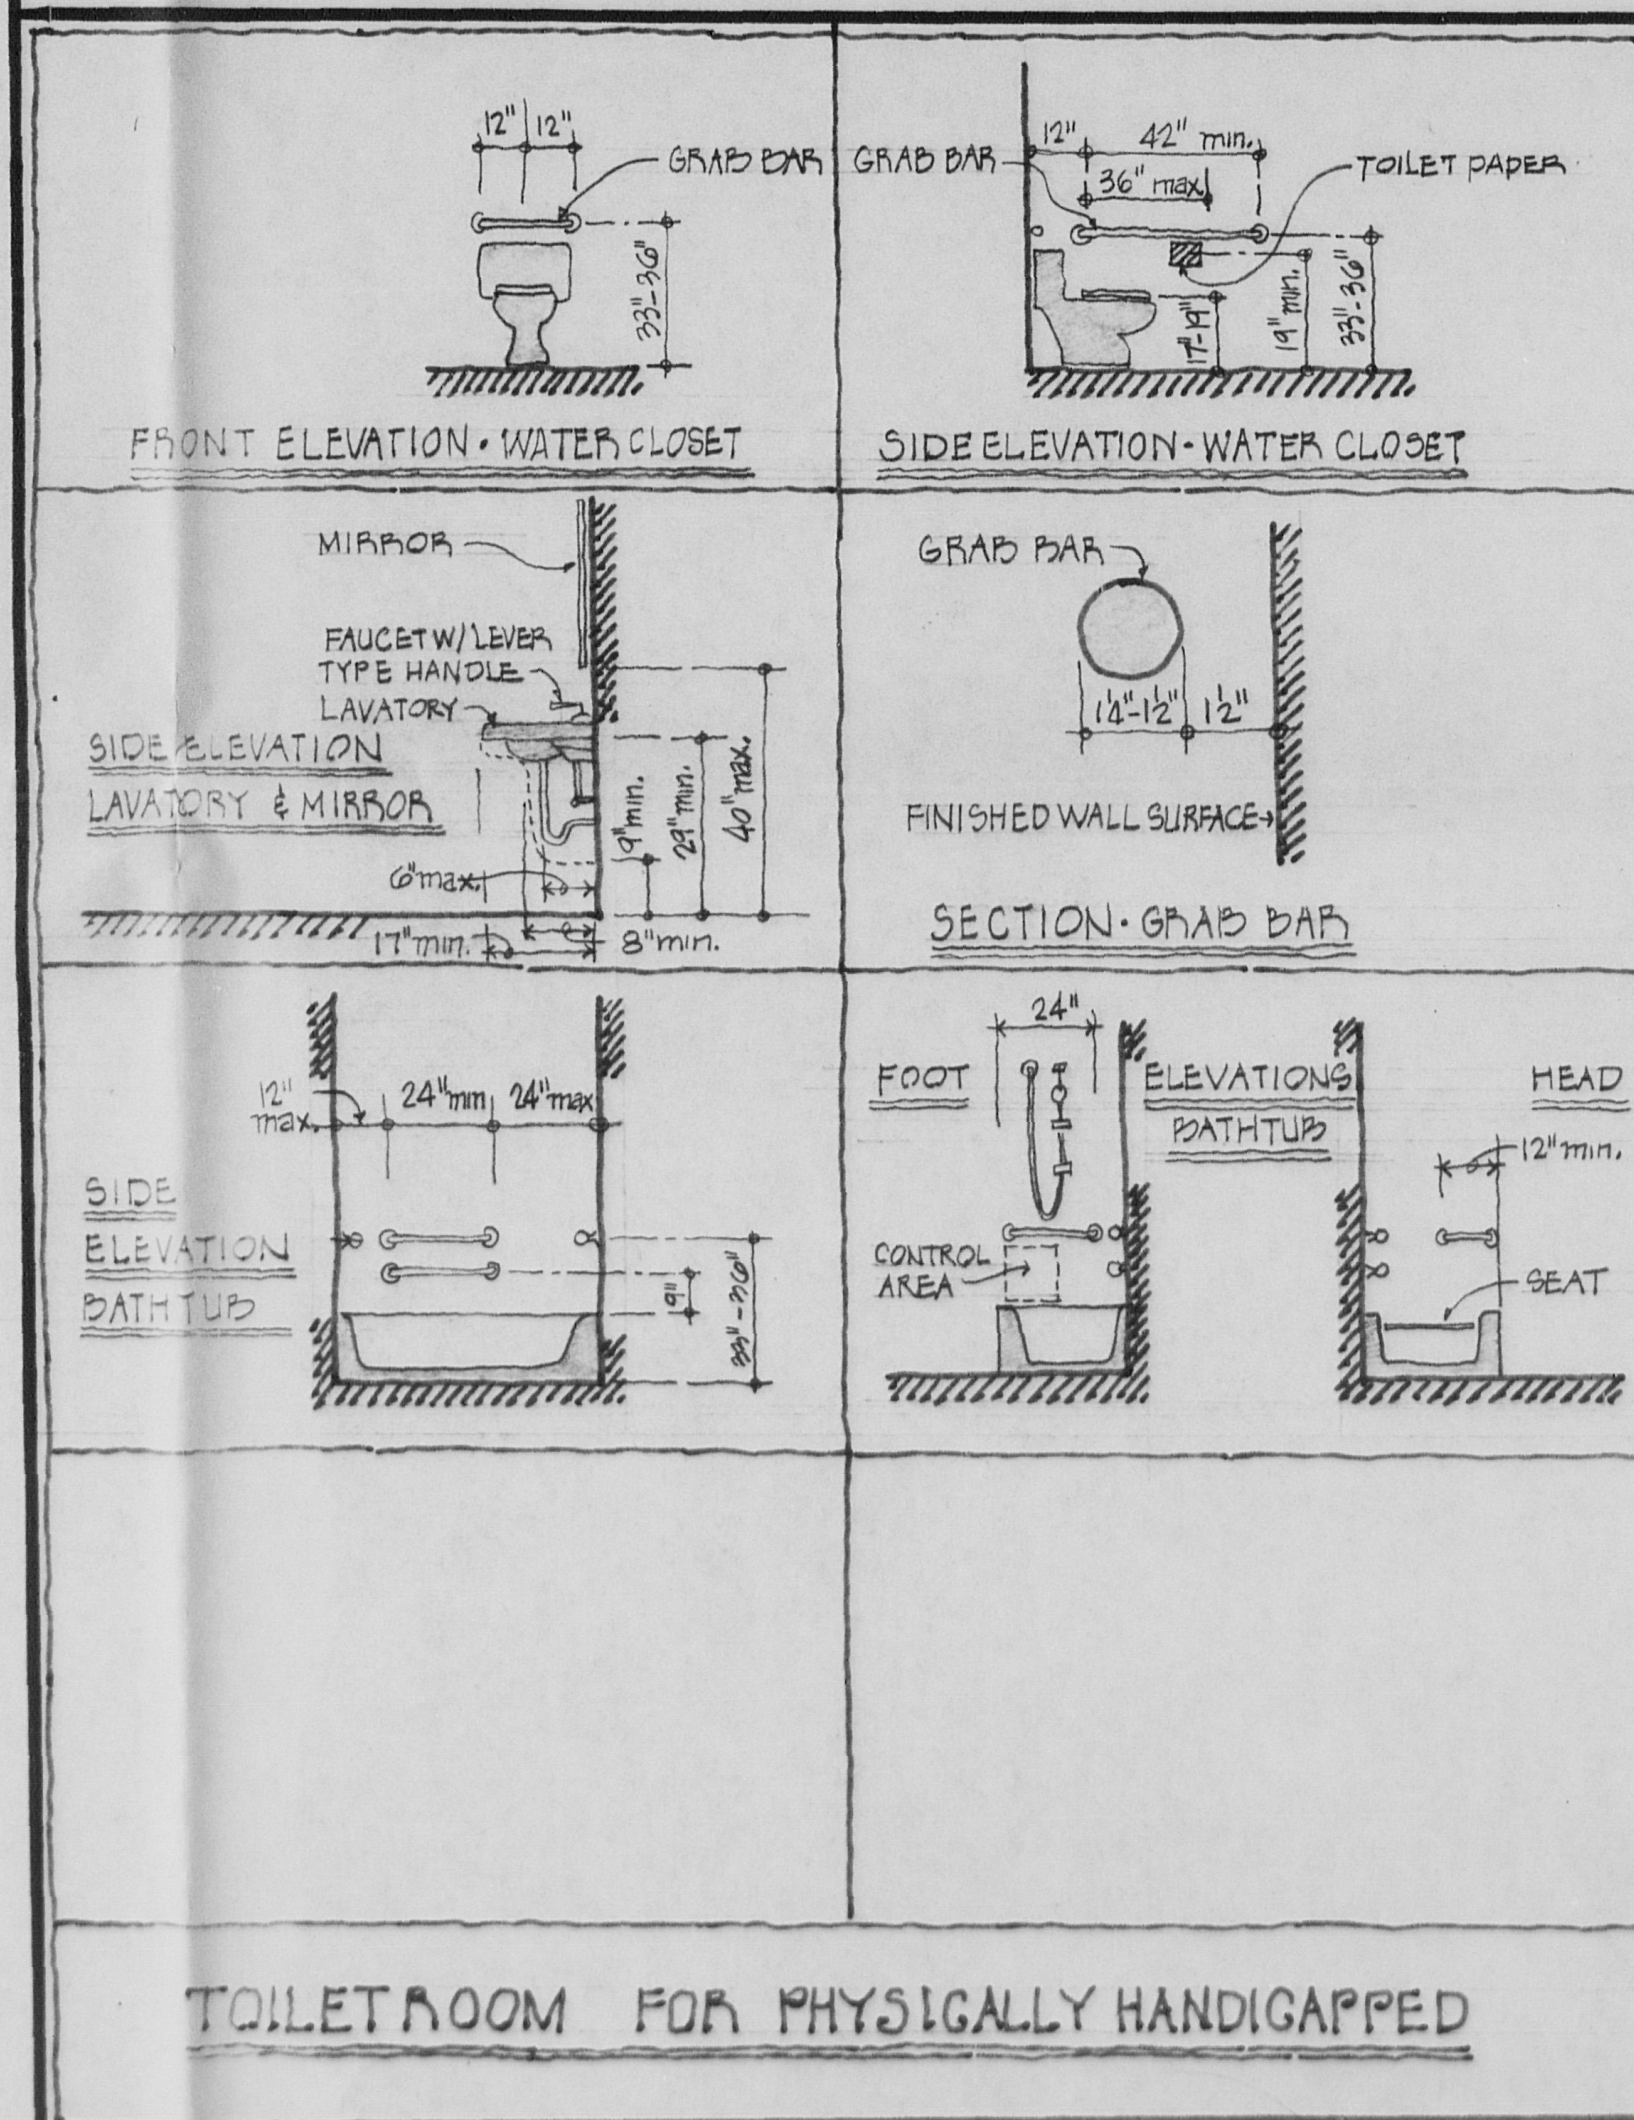 12" 12"
GRAB BAR
33"-36"
FRONT ELEVATION • WATER CLOSET
12" 42" min.
GRAB BAR
36" max.
TOILET PAPER
17"-19"
19" min.
33"-36"
SIDE ELEVATION - WATER CLOSET
MIRROR
FAUCET W/ LEVER
TYPE HANDLE
LAVATORY
SIDE ELEVATION
LAVATORY & MIRROR
9" min.
29" min.
40" max.
6" max.
17" min.
8" min.
GRAB BAR
1¼"-1½" 1½"
FINISHED WALL SURFACE
SECTION • GRAB BAR
12"
max.
24" min. 24" max
SIDE
ELEVATION
BATHTUB
9"
33"-36"
24"
FOOT
ELEVATIONS
BATHTUB
HEAD
12" min.
CONTROL
AREA
SEAT
TOILET ROOM FOR PHYSICALLY HANDICAPPED